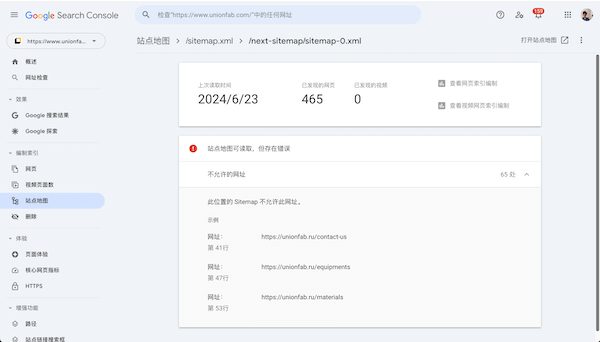 Google Search Console
检查"https://www.unionfab.com/"中的任何网址
156
https://www.unionfab...
站点地图 > /sitemap.xml > /next-sitemap/sitemap-0.xml
打开站点地图
概述
网址检查
效果
Google 搜索结果
Google 探索
编制索引
网页
视频页面数
站点地图
删除
体验
页面体验
核心网页指标
HTTPS
增强功能
路径
站点链接搜索框
上次读取时间
2024/6/23
已发现的网页
465
已发现的视频
0
查看网页索引编制
查看视频网页索引编制
站点地图可读取，但存在错误
不允许的网址
65 处
此位置的 Sitemap 不允许此网址。
示例
网址： https://unionfab.ru/contact-us
第 41行
网址： https://unionfab.ru/equipments
第 47行
网址： https://unionfab.ru/materials
第 53行